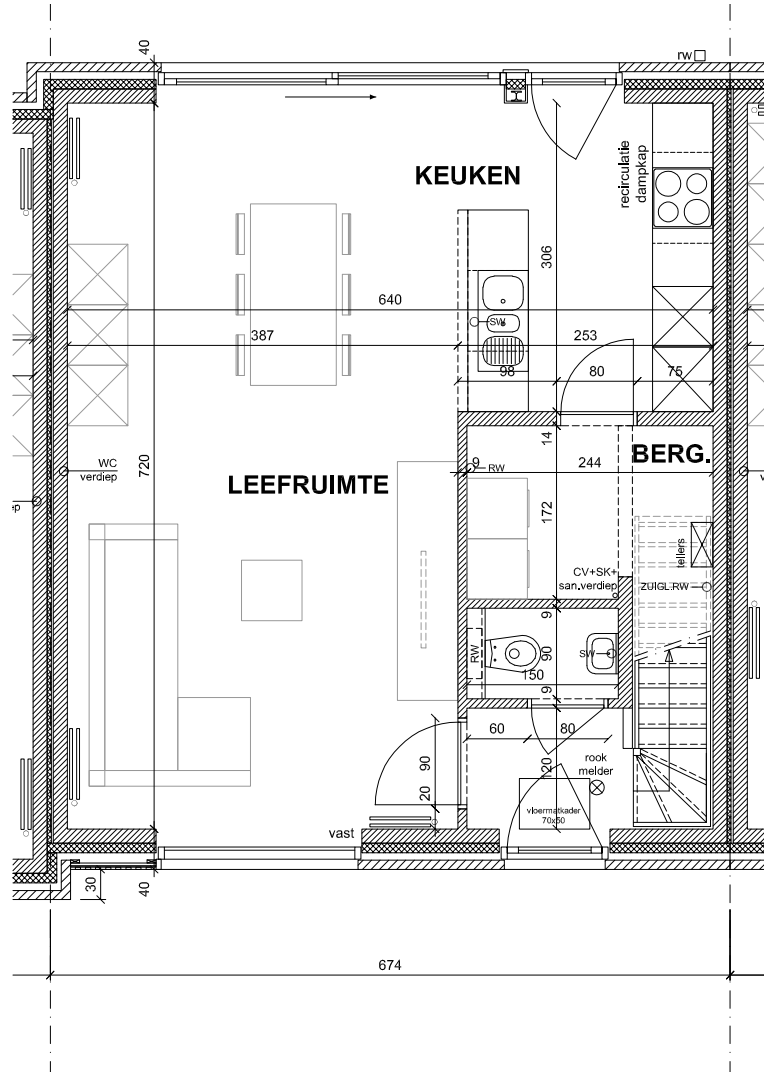 40
rw
KEUKEN
recirculatie
dampkap
306
640
387
253
SW
98
80
75
14
BERG.
WC
verdiep
720
LEEFRUIMTE
9
RW
244
172
tellers
CV+SK+
san.verdiep
ZUIGL.RW
9
RW
90
SW
150
9
60
80
90
20
120
rook
melder
vloermatkader
70x50
vast
30
40
674